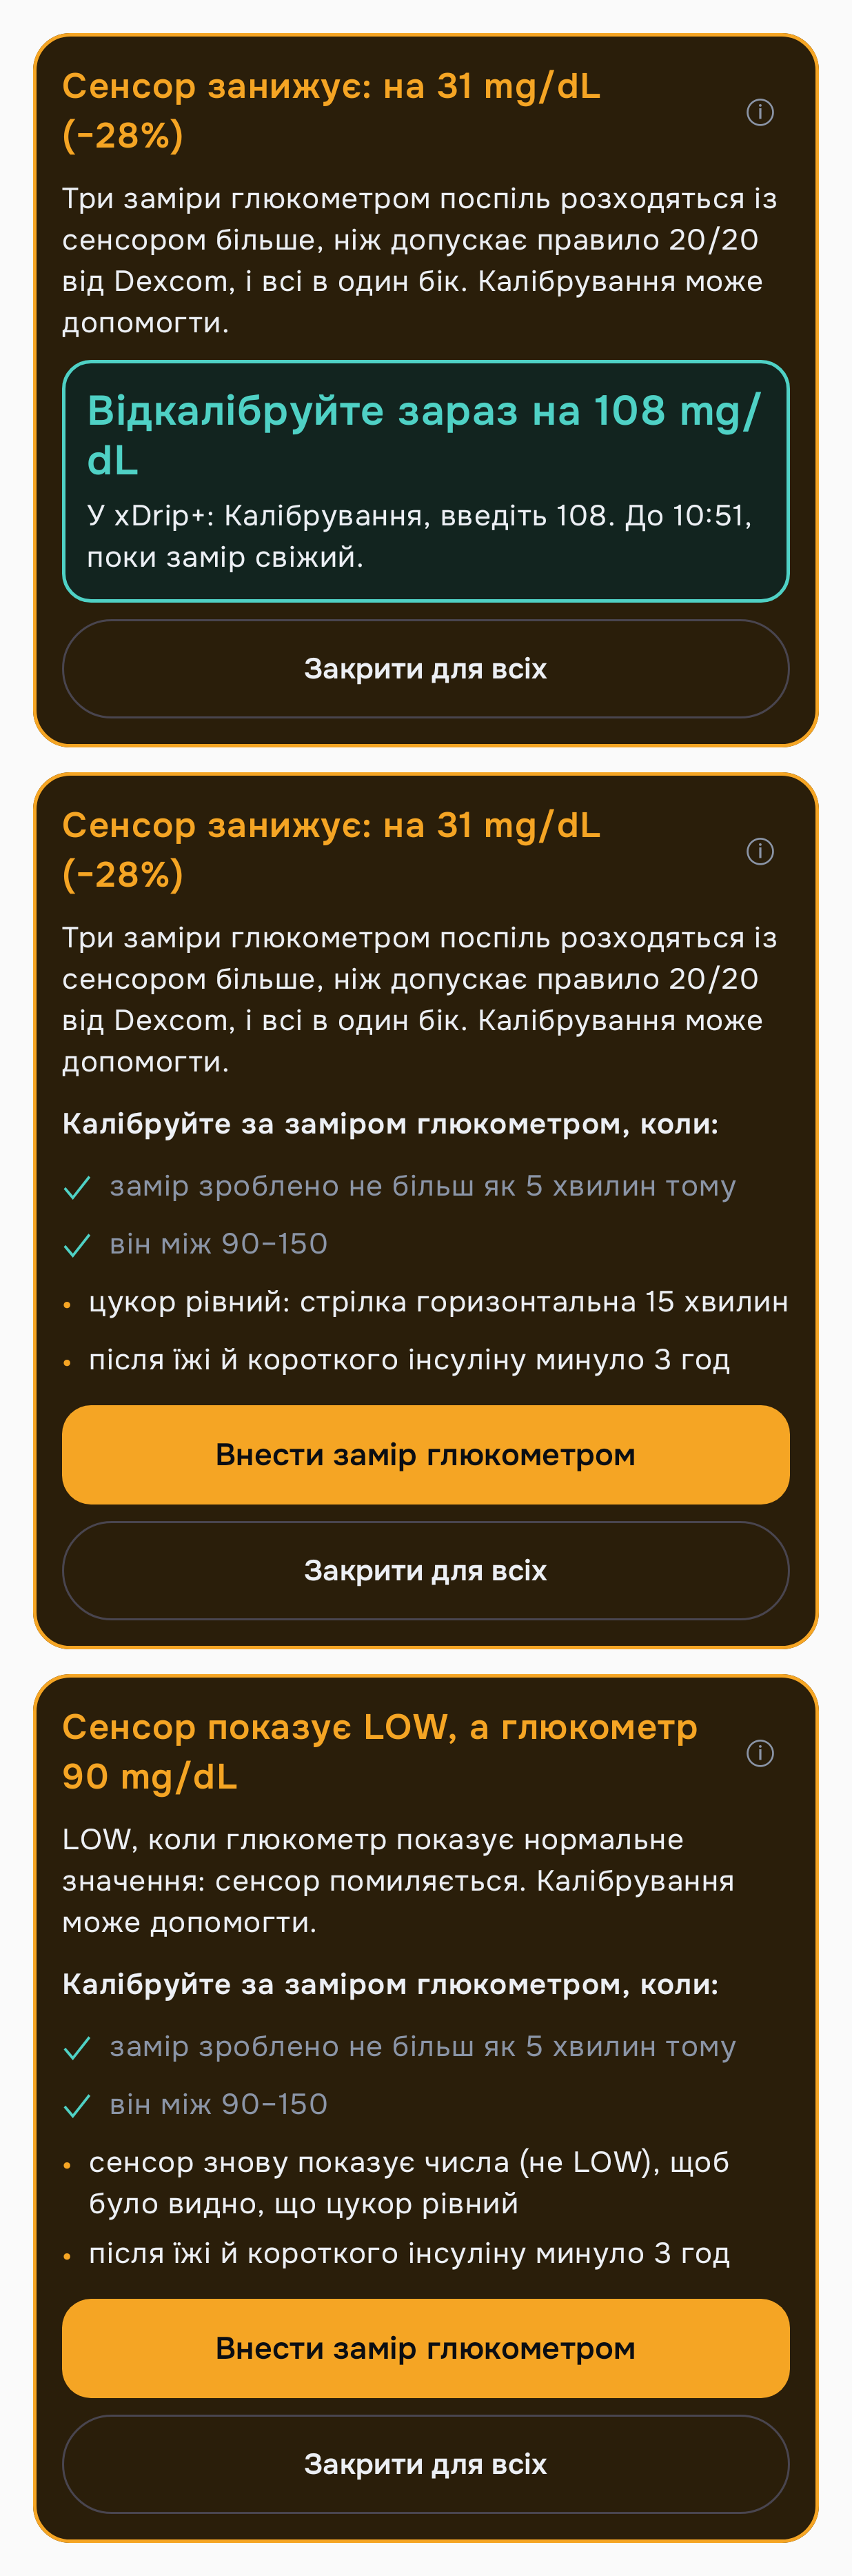 Сенсор занижує: на 31 mg/dL
(−28%)
Три заміри глюкометром поспіль розходяться із
сенсором більше, ніж допускає правило 20/20
від Dexcom, і всі в один бік. Калібрування може
допомогти.
Відкалібруйте зараз на 108 mg/
dL
У xDrip+: Калібрування, введіть 108. До 10:51,
поки замір свіжий.
Закрити для всіх
Сенсор занижує: на 31 mg/dL
(−28%)
Три заміри глюкометром поспіль розходяться із
сенсором більше, ніж допускає правило 20/20
від Dexcom, і всі в один бік. Калібрування може
допомогти.
Калібруйте за заміром глюкометром, коли:
замір зроблено не більш як 5 хвилин тому
він між 90–150
• цукор рівний: стрілка горизонтальна 15 хвилин
• після їжі й короткого інсуліну минуло 3 год
Внести замір глюкометром
Закрити для всіх
Сенсор показує LOW, а глюкометр
90 mg/dL
LOW, коли глюкометр показує нормальне
значення: сенсор помиляється. Калібрування
може допомогти.
Калібруйте за заміром глюкометром, коли:
замір зроблено не більш як 5 хвилин тому
він між 90–150
• сенсор знову показує числа (не LOW), щоб
було видно, що цукор рівний
• після їжі й короткого інсуліну минуло 3 год
Внести замір глюкометром
Закрити для всіх